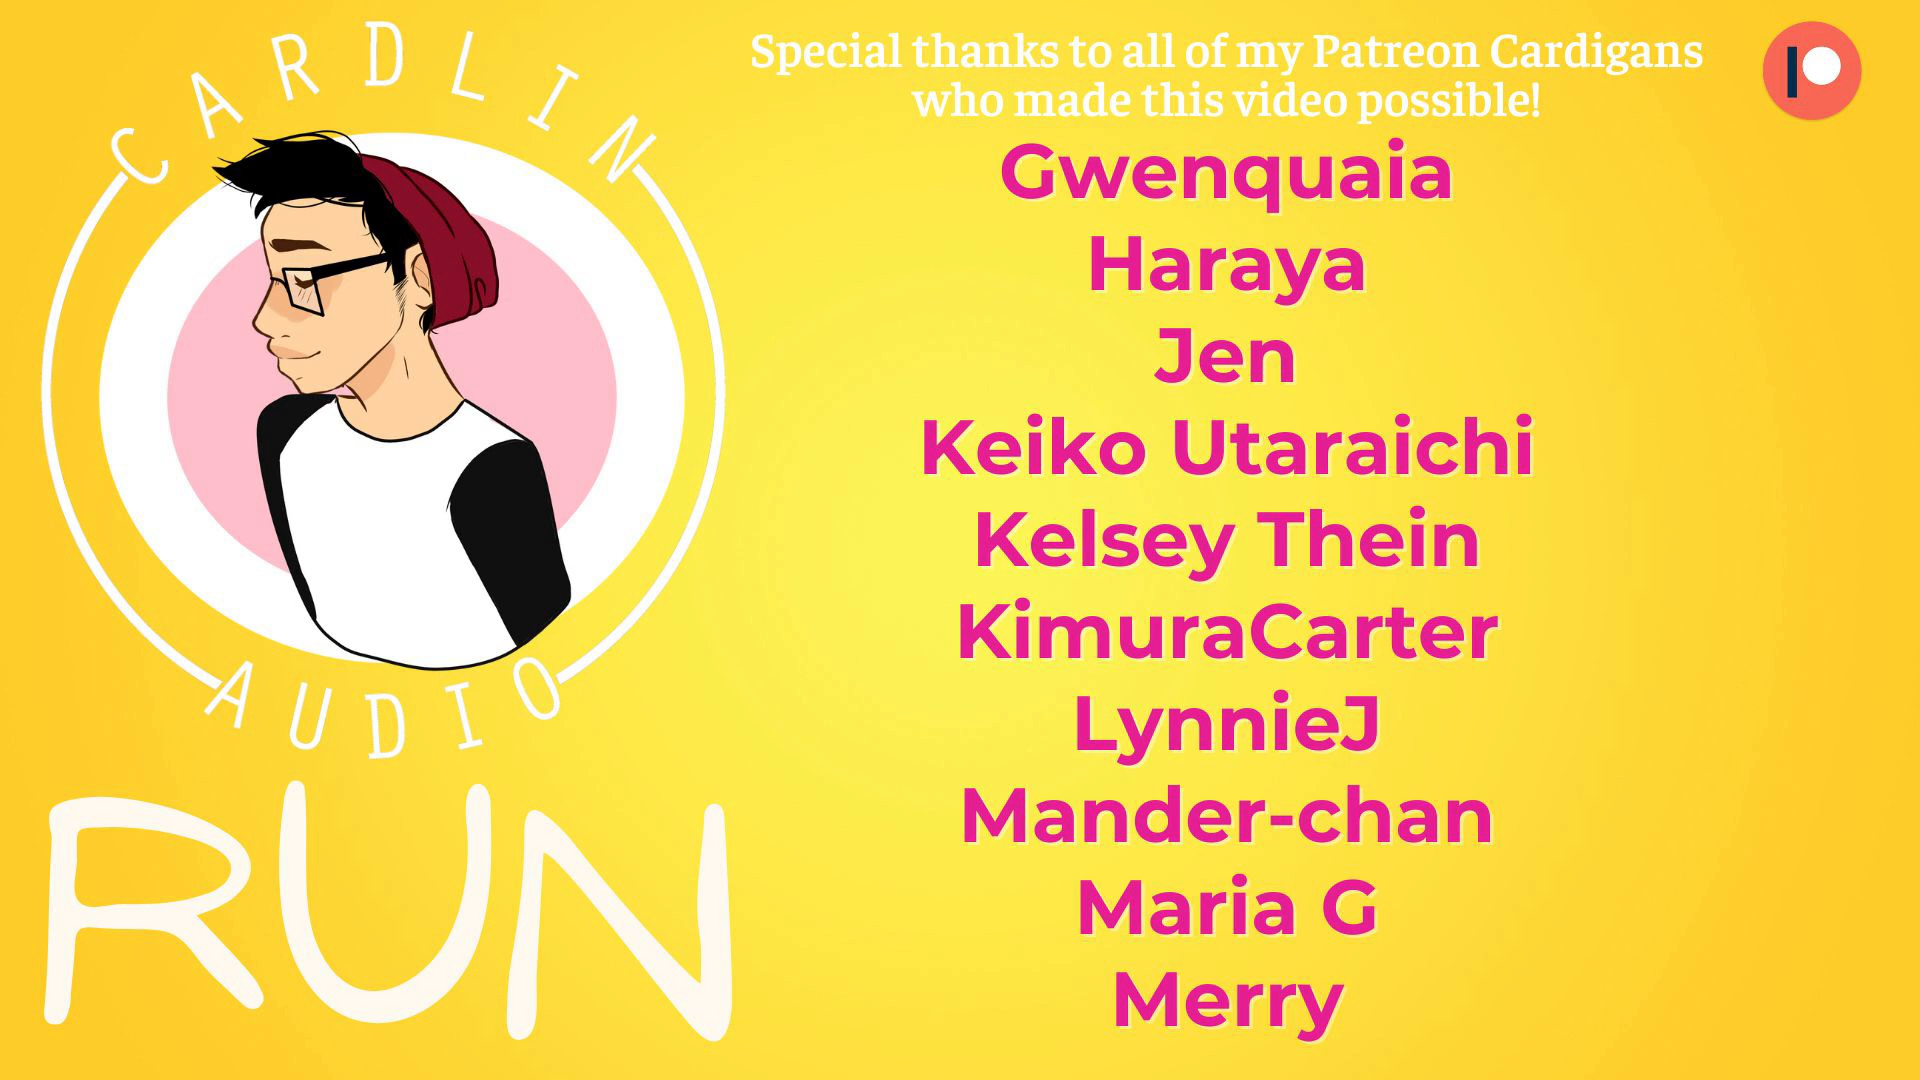 CARDLIN
AUDIO
RUN
Special thanks to all of my Patreon Cardigans
who made this video possible!
Gwenquaia
Haraya
Jen
Keiko Utaraichi
Kelsey Thein
KimuraCarter
LynnieJ
Mander-chan
Maria G
Merry